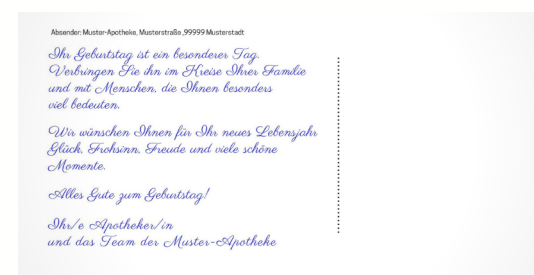 Absender: Muster-Apotheke, Musterstraße ,99999 Musterstadt
Ihr Geburtstag ist ein besonderer Tag.
Verbringen Sie ihn im Kreise Ihrer Familie
und mit Menschen, die Ihnen besonders
viel bedeuten.
Wir wünschen Ihnen für Ihr neues Lebensjahr
Glück, Frohsinn, Freude und viele schöne
Momente.
Alles Gute zum Geburtstag!
Ihr/e Apotheker/in
und das Team der Muster-Apotheke